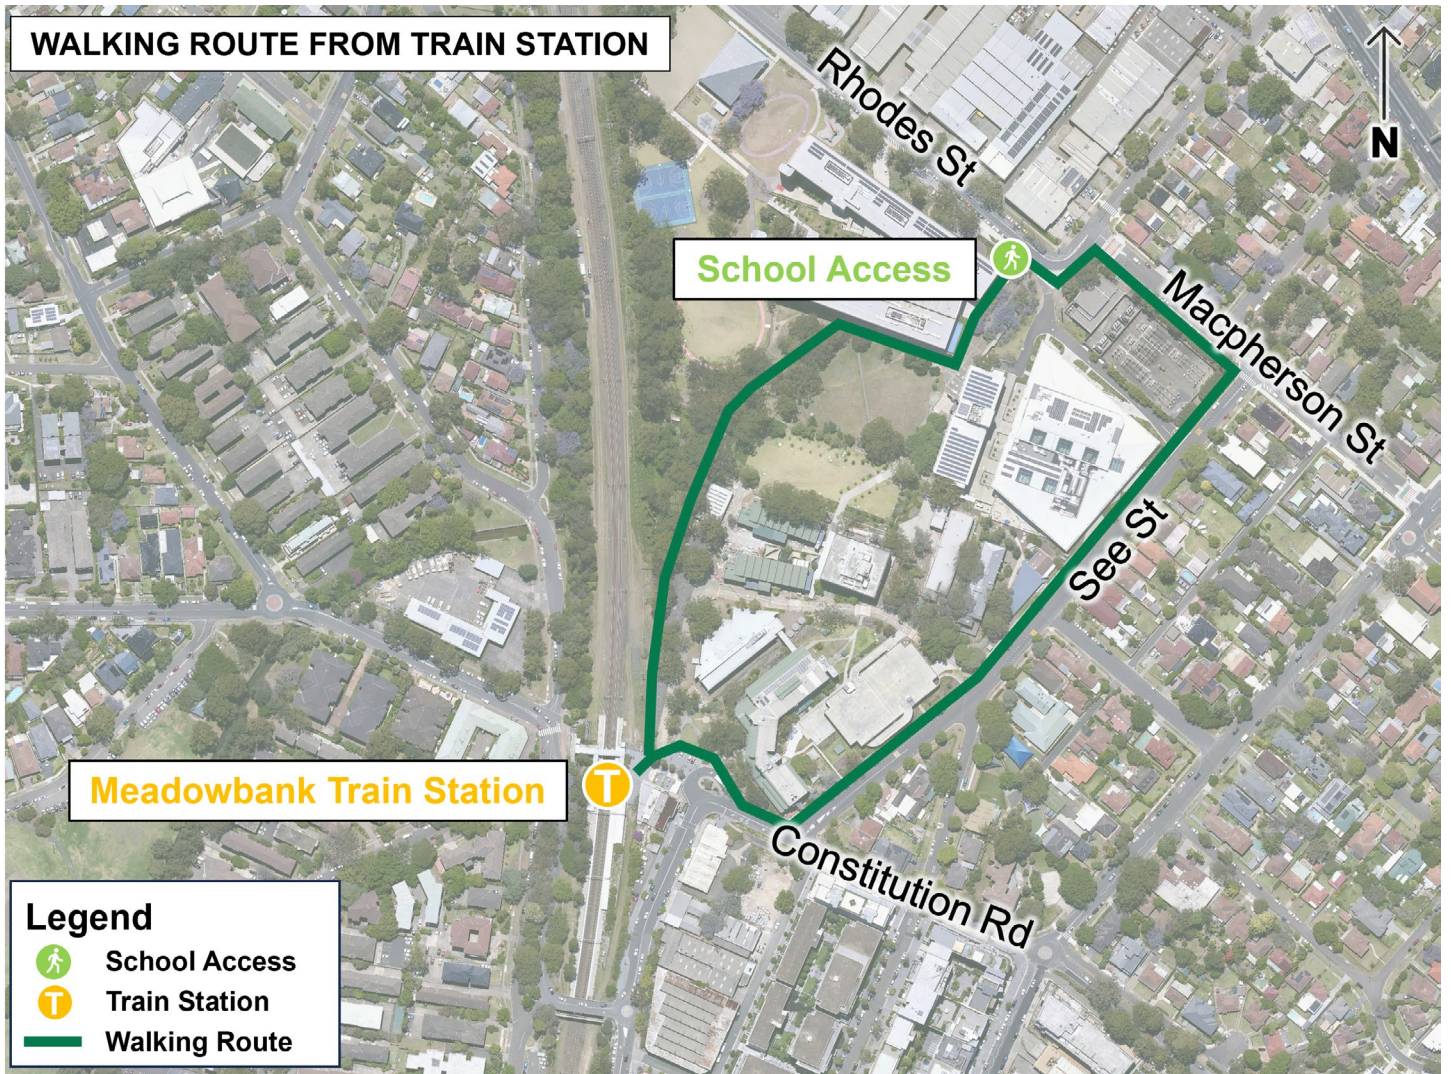 WALKING ROUTE FROM TRAIN STATION
Rhodes St
N
School Access
Macpherson St
See St
T
Meadowbank Train Station
Constitution Rd
Legend
School Access
T Train Station
Walking Route